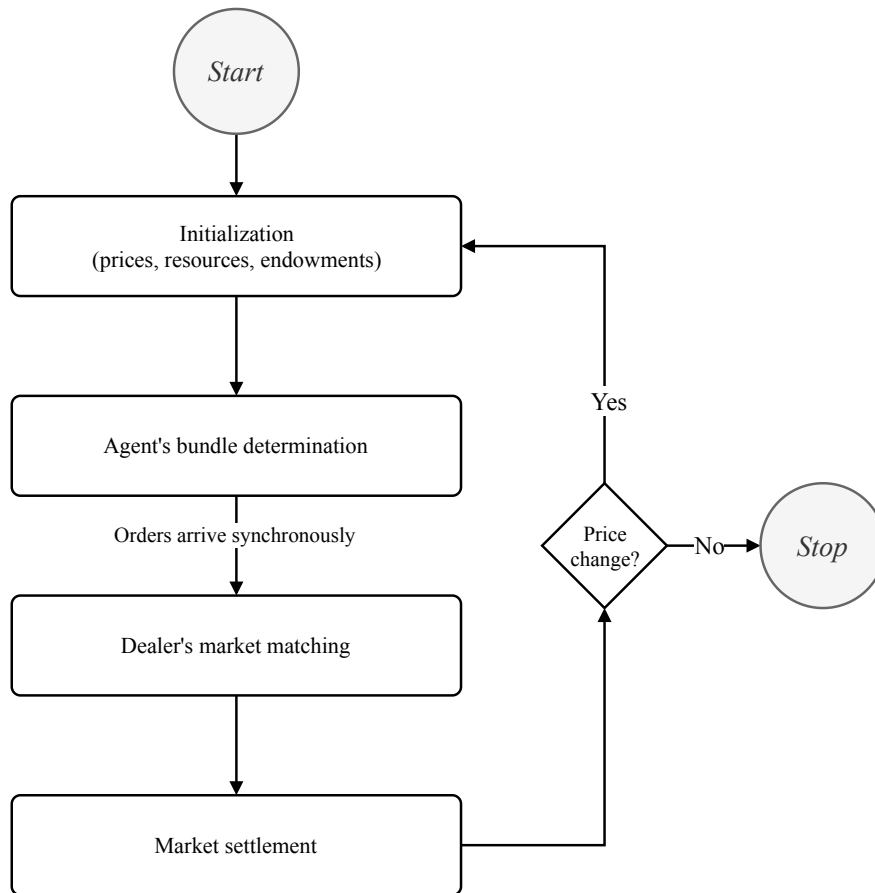 Start
Initialization
(prices, resources, endowments)
Agent's bundle determination
Orders arrive synchronously
Dealer's market matching
Market settlement
Price
change?
Yes
No
Stop